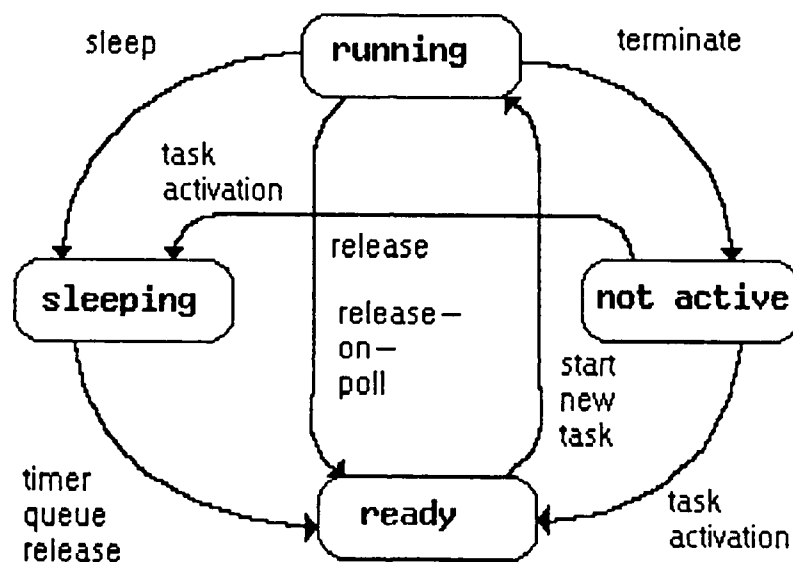 sleep
running
terminate
task
activation
release
sleeping
not active
release–
on–
poll
start
new
task
timer
queue
release
ready
task
activation